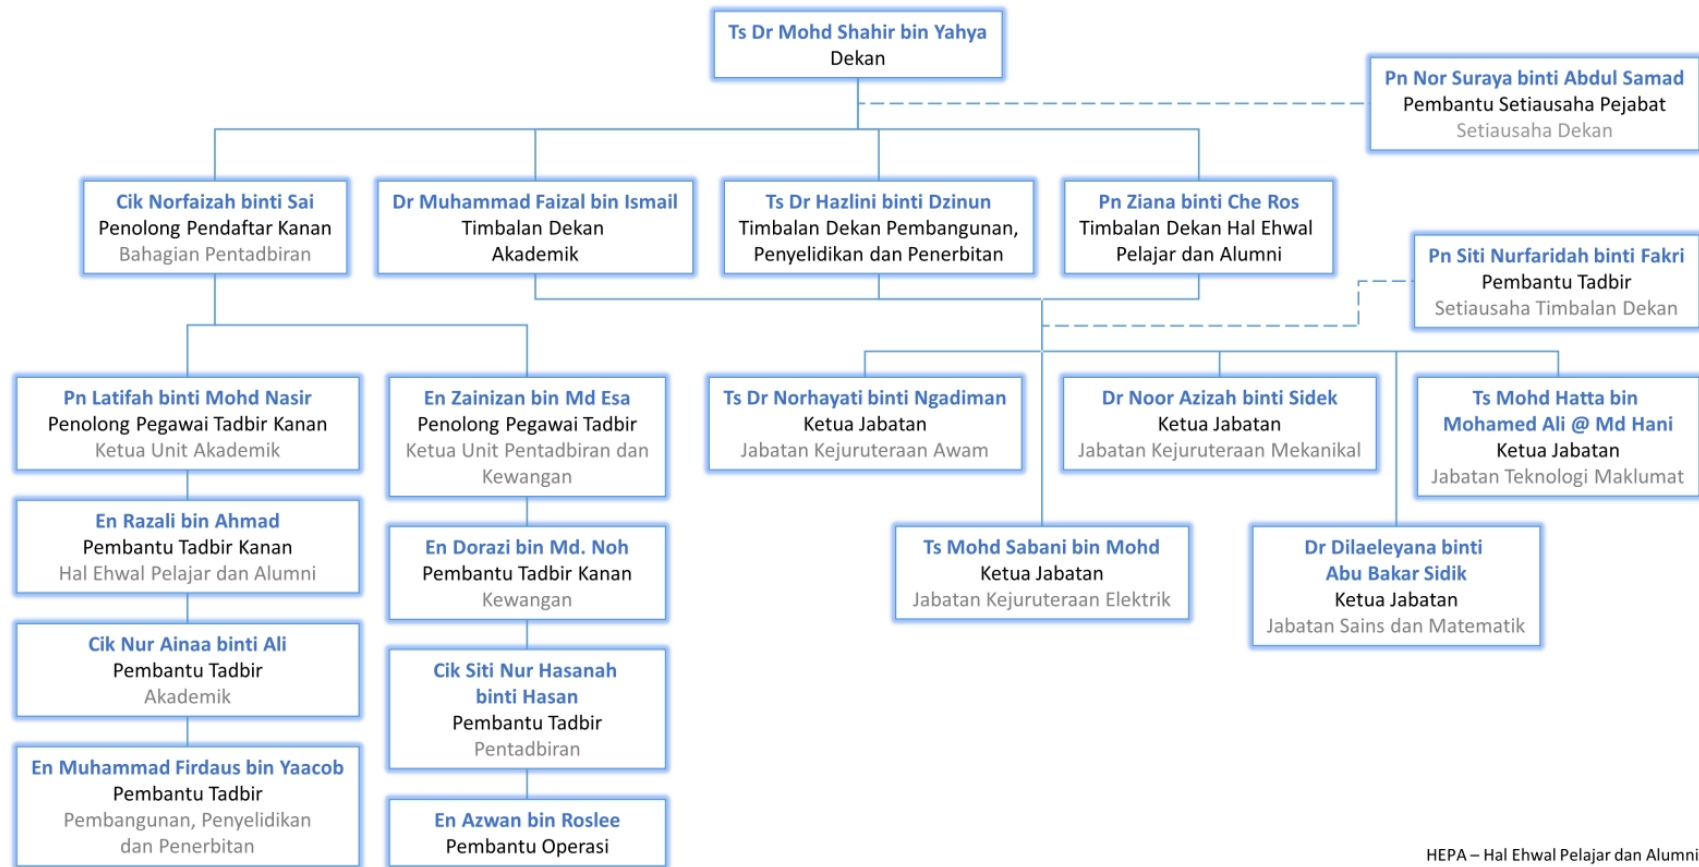 Ts Dr Mohd Shahir bin Yahya
Dekan
Pn Nor Suraya binti Abdul Samad
Pembantu Setiausaha Pejabat
Setiausaha Dekan
Cik Norfaizah binti Sai
Penolong Pendaftar Kanan
Bahagian Pentadbiran
Dr Muhammad Faizal bin Ismail
Timbalan Dekan
Akademik
Ts Dr Hazlini binti Dzinun
Timbalan Dekan Pembangunan,
Penyelidikan dan Penerbitan
Pn Ziana binti Che Ros
Timbalan Dekan Hal Ehwal
Pelajar dan Alumni
Pn Siti Nurfaridah binti Fakri
Pembantu Tadbir
Setiausaha Timbalan Dekan
Pn Latifah binti Mohd Nasir
Penolong Pegawai Tadbir Kanan
Ketua Unit Akademik
En Zainizan bin Md Esa
Penolong Pegawai Tadbir
Ketua Unit Pentadbiran dan
Kewangan
Ts Dr Norhayati binti Ngadiman
Ketua Jabatan
Jabatan Kejuruteraan Awam
Dr Noor Azizah binti Sidek
Ketua Jabatan
Jabatan Kejuruteraan Mekanikal
Ts Mohd Hatta bin
Mohamed Ali @ Md Hani
Ketua Jabatan
Jabatan Teknologi Maklumat
En Razali bin Ahmad
Pembantu Tadbir Kanan
Hal Ehwal Pelajar dan Alumni
En Dorazi bin Md. Noh
Pembantu Tadbir Kanan
Kewangan
Ts Mohd Sabani bin Mohd
Ketua Jabatan
Jabatan Kejuruteraan Elektrik
Dr Dilaeleyana binti
Abu Bakar Sidik
Ketua Jabatan
Jabatan Sains dan Matematik
Cik Nur Ainaa binti Ali
Pembantu Tadbir
Akademik
Cik Siti Nur Hasanah
binti Hasan
Pembantu Tadbir
Pentadbiran
En Muhammad Firdaus bin Yaacob
Pembantu Tadbir
Pembangunan, Penyelidikan
dan Penerbitan
En Azwan bin Roslee
Pembantu Operasi
HEPA – Hal Ehwal Pelajar dan Alumni